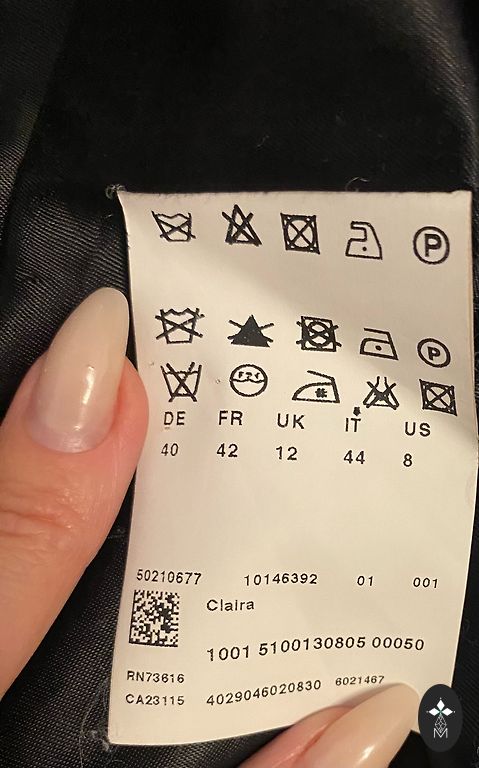 P
P
DE FR UK IT US
40 42 12 44 8
50210677 10146392 01 001
Claira
1001 5100130805 00050
RN73616
CA23115 4029046020830 6021467
M